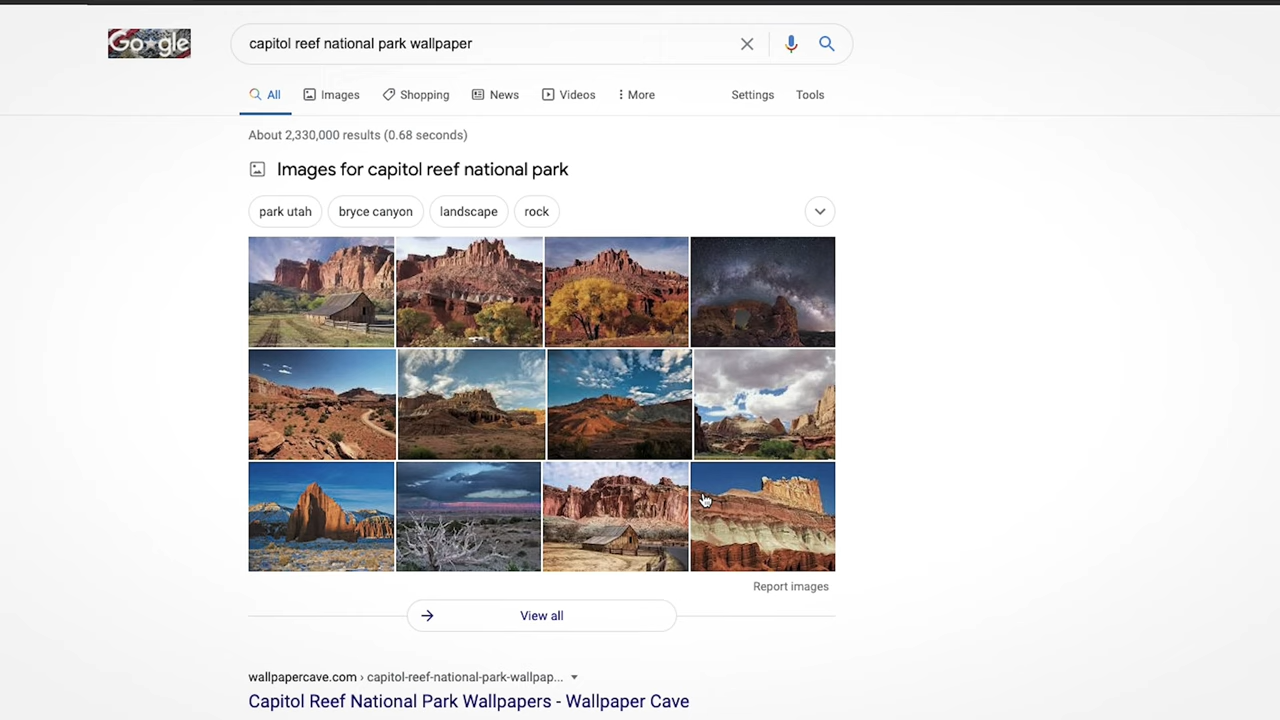 Google
capitol reef national park wallpaper
All Images Shopping News Videos More Settings Tools
About 2,330,000 results (0.68 seconds)
Images for capitol reef national park
park utah bryce canyon landscape rock
Report images
View all
wallpapercave.com › capitol-reef-national-park-wallpap...
Capitol Reef National Park Wallpapers - Wallpaper Cave